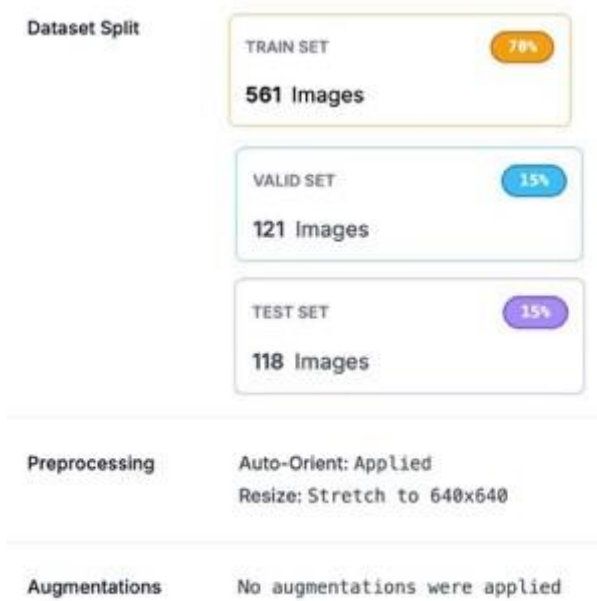 Dataset Split
TRAIN SET 70%
561 Images
VALID SET 15%
121 Images
TEST SET 15%
118 Images
Preprocessing Auto-Orient: Applied
Resize: Stretch to 640x640
Augmentations No augmentations were applied